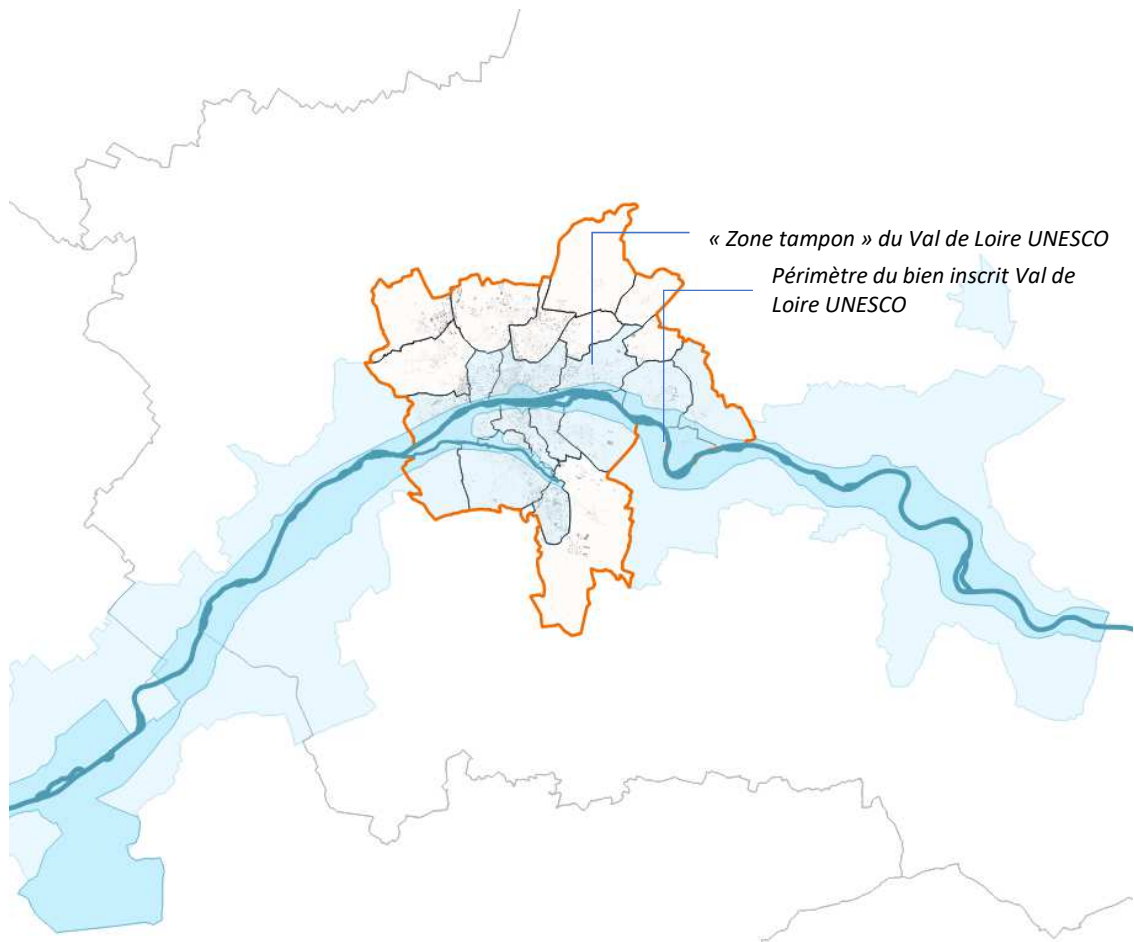 « Zone tampon » du Val de Loire UNESCO
Périmètre du bien inscrit Val de
Loire UNESCO